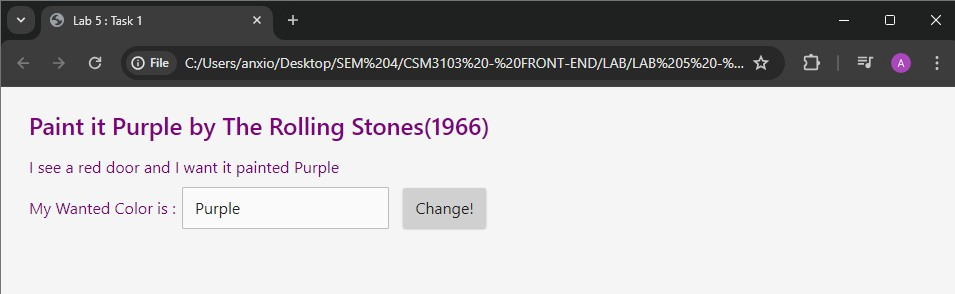 Lab 5 : Task 1
File C:/Users/anxio/Desktop/SEM%204/CSM3103%20-%20FRONT-END/LAB/LAB%205%20-%... A
Paint it Purple by The Rolling Stones(1966)
I see a red door and I want it painted Purple
My Wanted Color is : Purple Change!